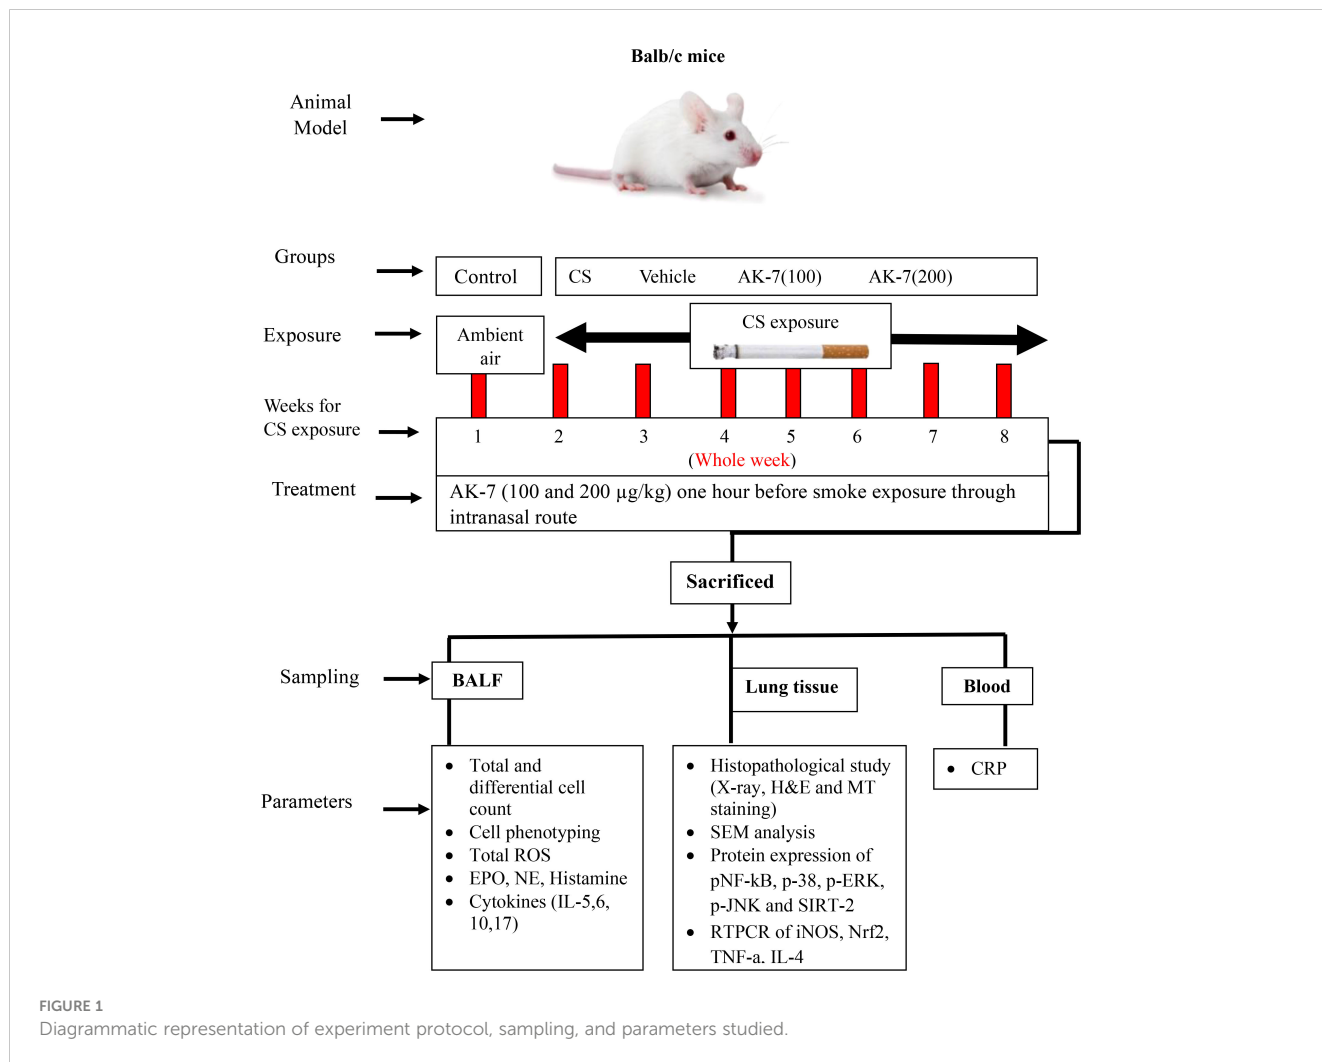 Balb/c mice
Animal
Model
Groups
Control
CS Vehicle AK-7(100) AK-7(200)
Exposure
Ambient
air
CS exposure
Weeks for
CS exposure
1 2 3 4 5 6 7 8
(Whole week)
Treatment
AK-7 (100 and 200 µg/kg) one hour before smoke exposure through
intranasal route
Sacrificed
Sampling
BALF
Lung tissue
Blood
Parameters
• Total and
differential cell
count
• Cell phenotyping
• Total ROS
• EPO, NE, Histamine
• Cytokines (IL-5,6,
10,17)
• Histopathological study
(X-ray, H&E and MT
staining)
• SEM analysis
• Protein expression of
pNF-kB, p-38, p-ERK,
p-JNK and SIRT-2
• RTPCR of iNOS, Nrf2,
TNF-a. IL-4
• CRP
FIGURE 1
Diagrammatic representation of experiment protocol, sampling, and parameters studied.